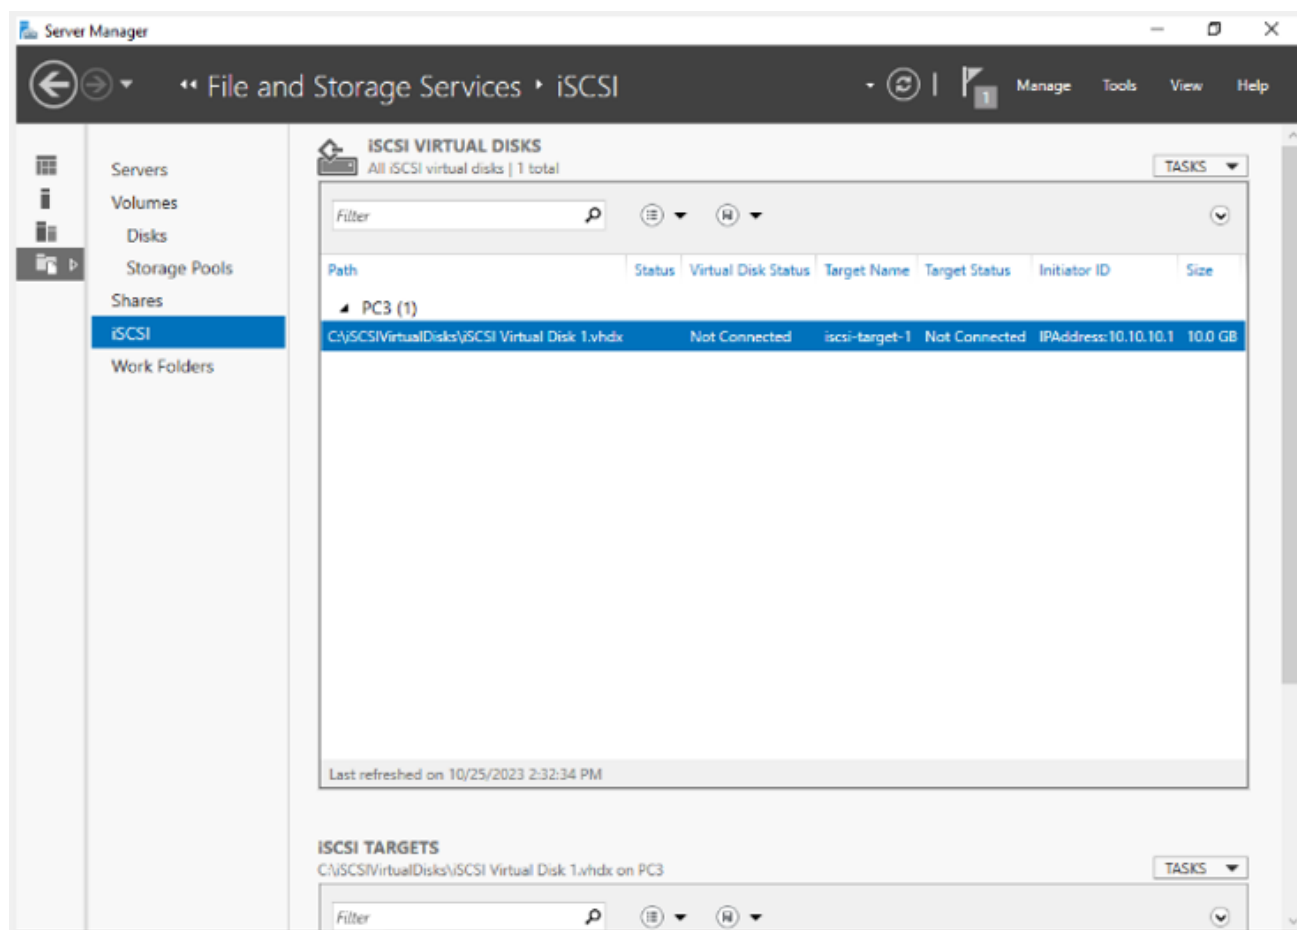 Server Manager
File and Storage Services • iSCSI
1
Manage Tools View Help
Servers
Volumes
Disks
Storage Pools
Shares
iSCSI
Work Folders
iSCSI VIRTUAL DISKS
All iSCSI virtual disks | 1 total
TASKS
Filter
Path Status Virtual Disk Status Target Name Target Status Initiator ID Size
PC3 (1)
C:\iSCSIVirtualDisks\iSCSI Virtual Disk 1.vhdx Not Connected iscsi-target-1 Not Connected IPAddress:10.10.10.1 10.0 GB
Last refreshed on 10/25/2023 2:32:34 PM
iSCSI TARGETS
C:\iSCSIVirtualDisks\iSCSI Virtual Disk 1.vhdx on PC3
TASKS
Filter